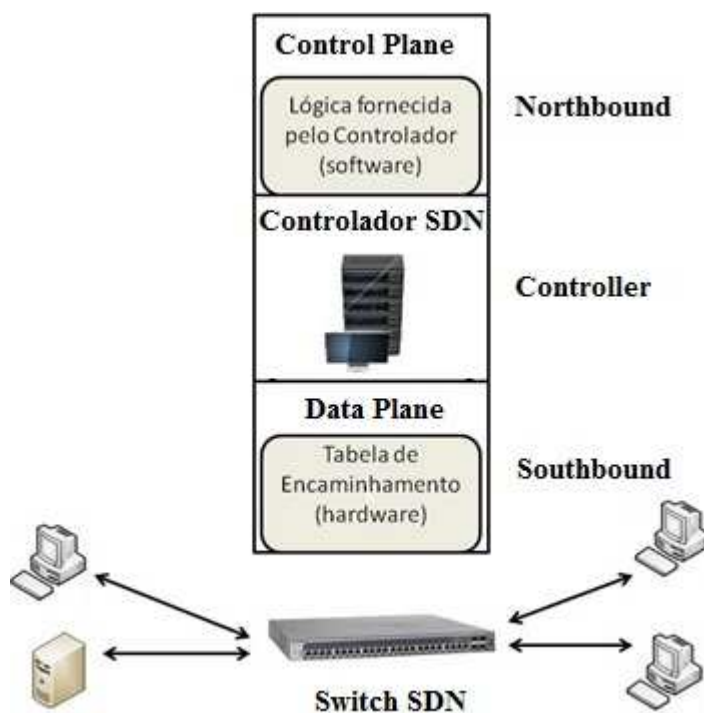 Control Plane
Lógica fornecida
pelo Controlador
(software)
Northbound
Controlador SDN
Controller
Data Plane
Tabela de
Encaminhamento
(hardware)
Southbound
Switch SDN